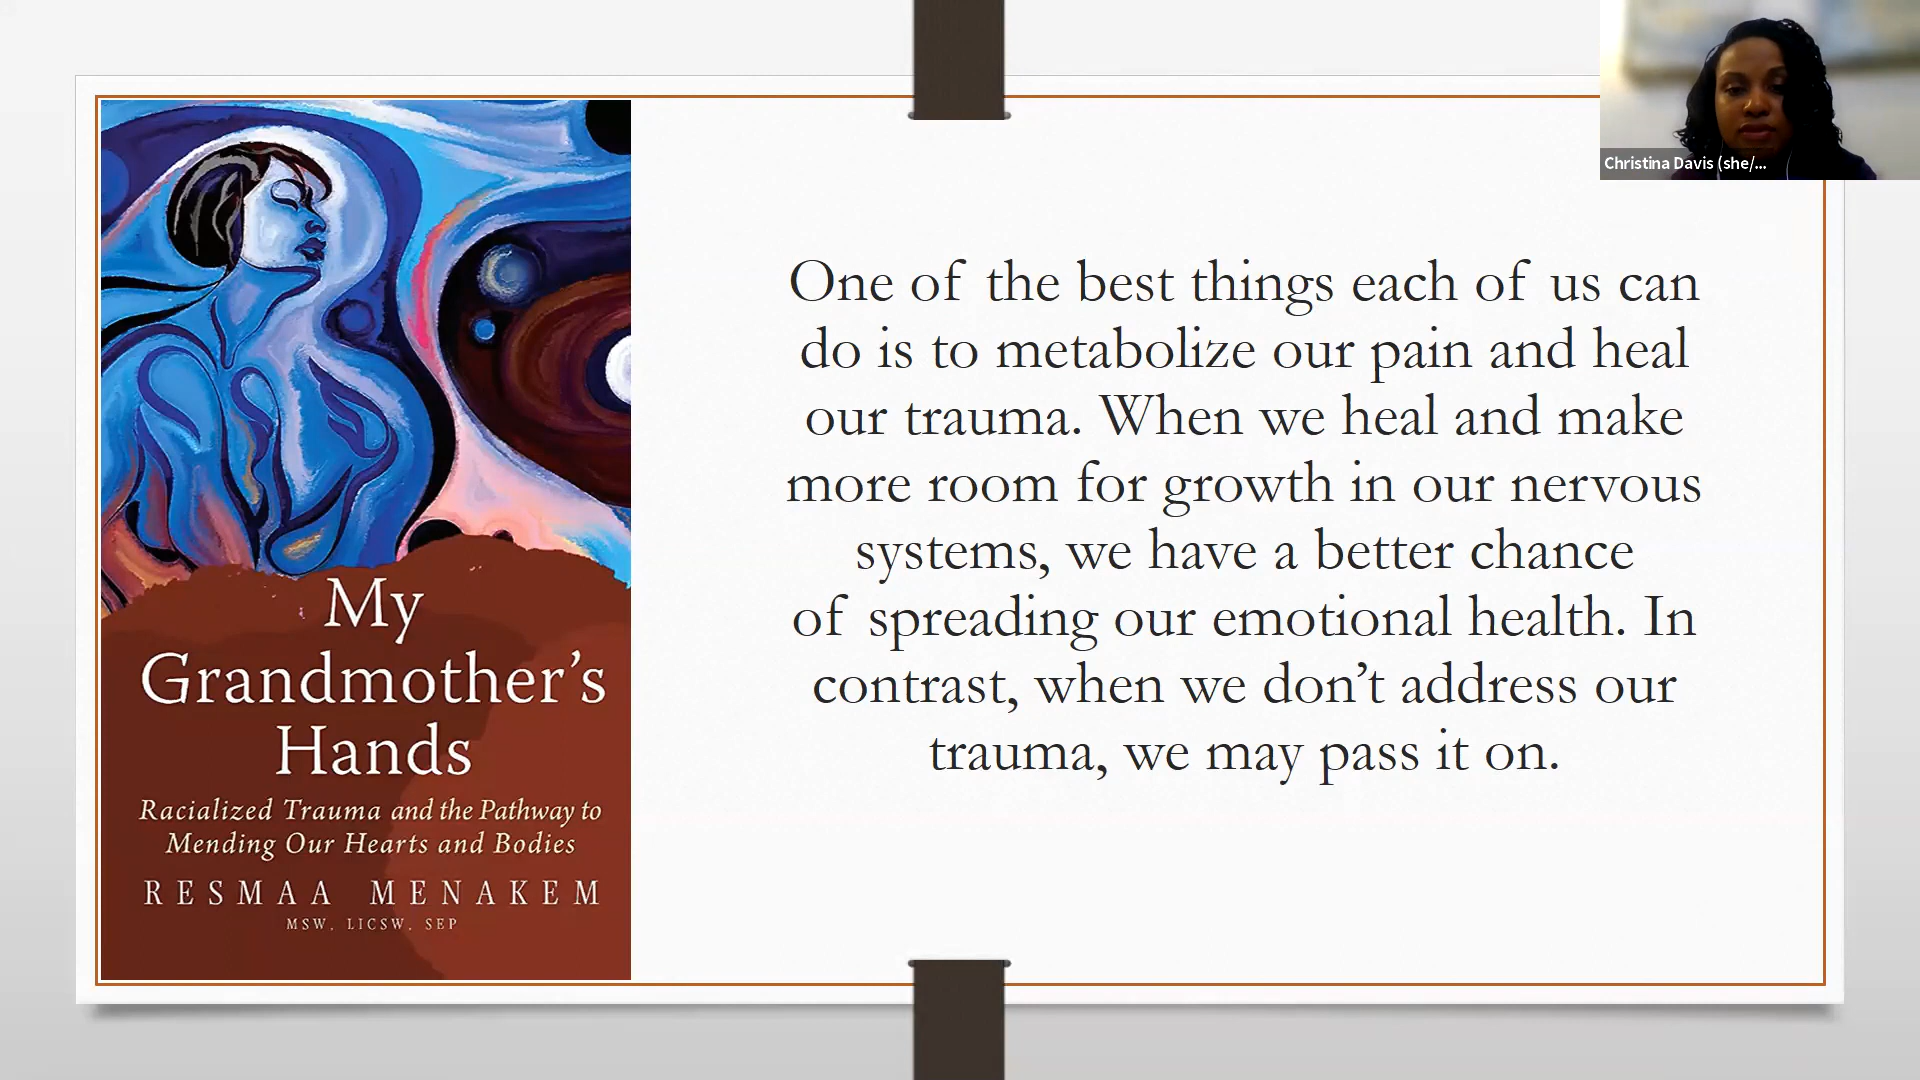 Christina Davis (she/...
One of the best things each of us can
do is to metabolize our pain and heal
our trauma. When we heal and make
more room for growth in our nervous
systems, we have a better chance
of spreading our emotional health. In
contrast, when we don’t address our
trauma, we may pass it on.
My
Grandmother’s
Hands
Racialized Trauma and the Pathway to
Mending Our Hearts and Bodies
RESMAA MENAKEM
MSW, LICSW, SEP